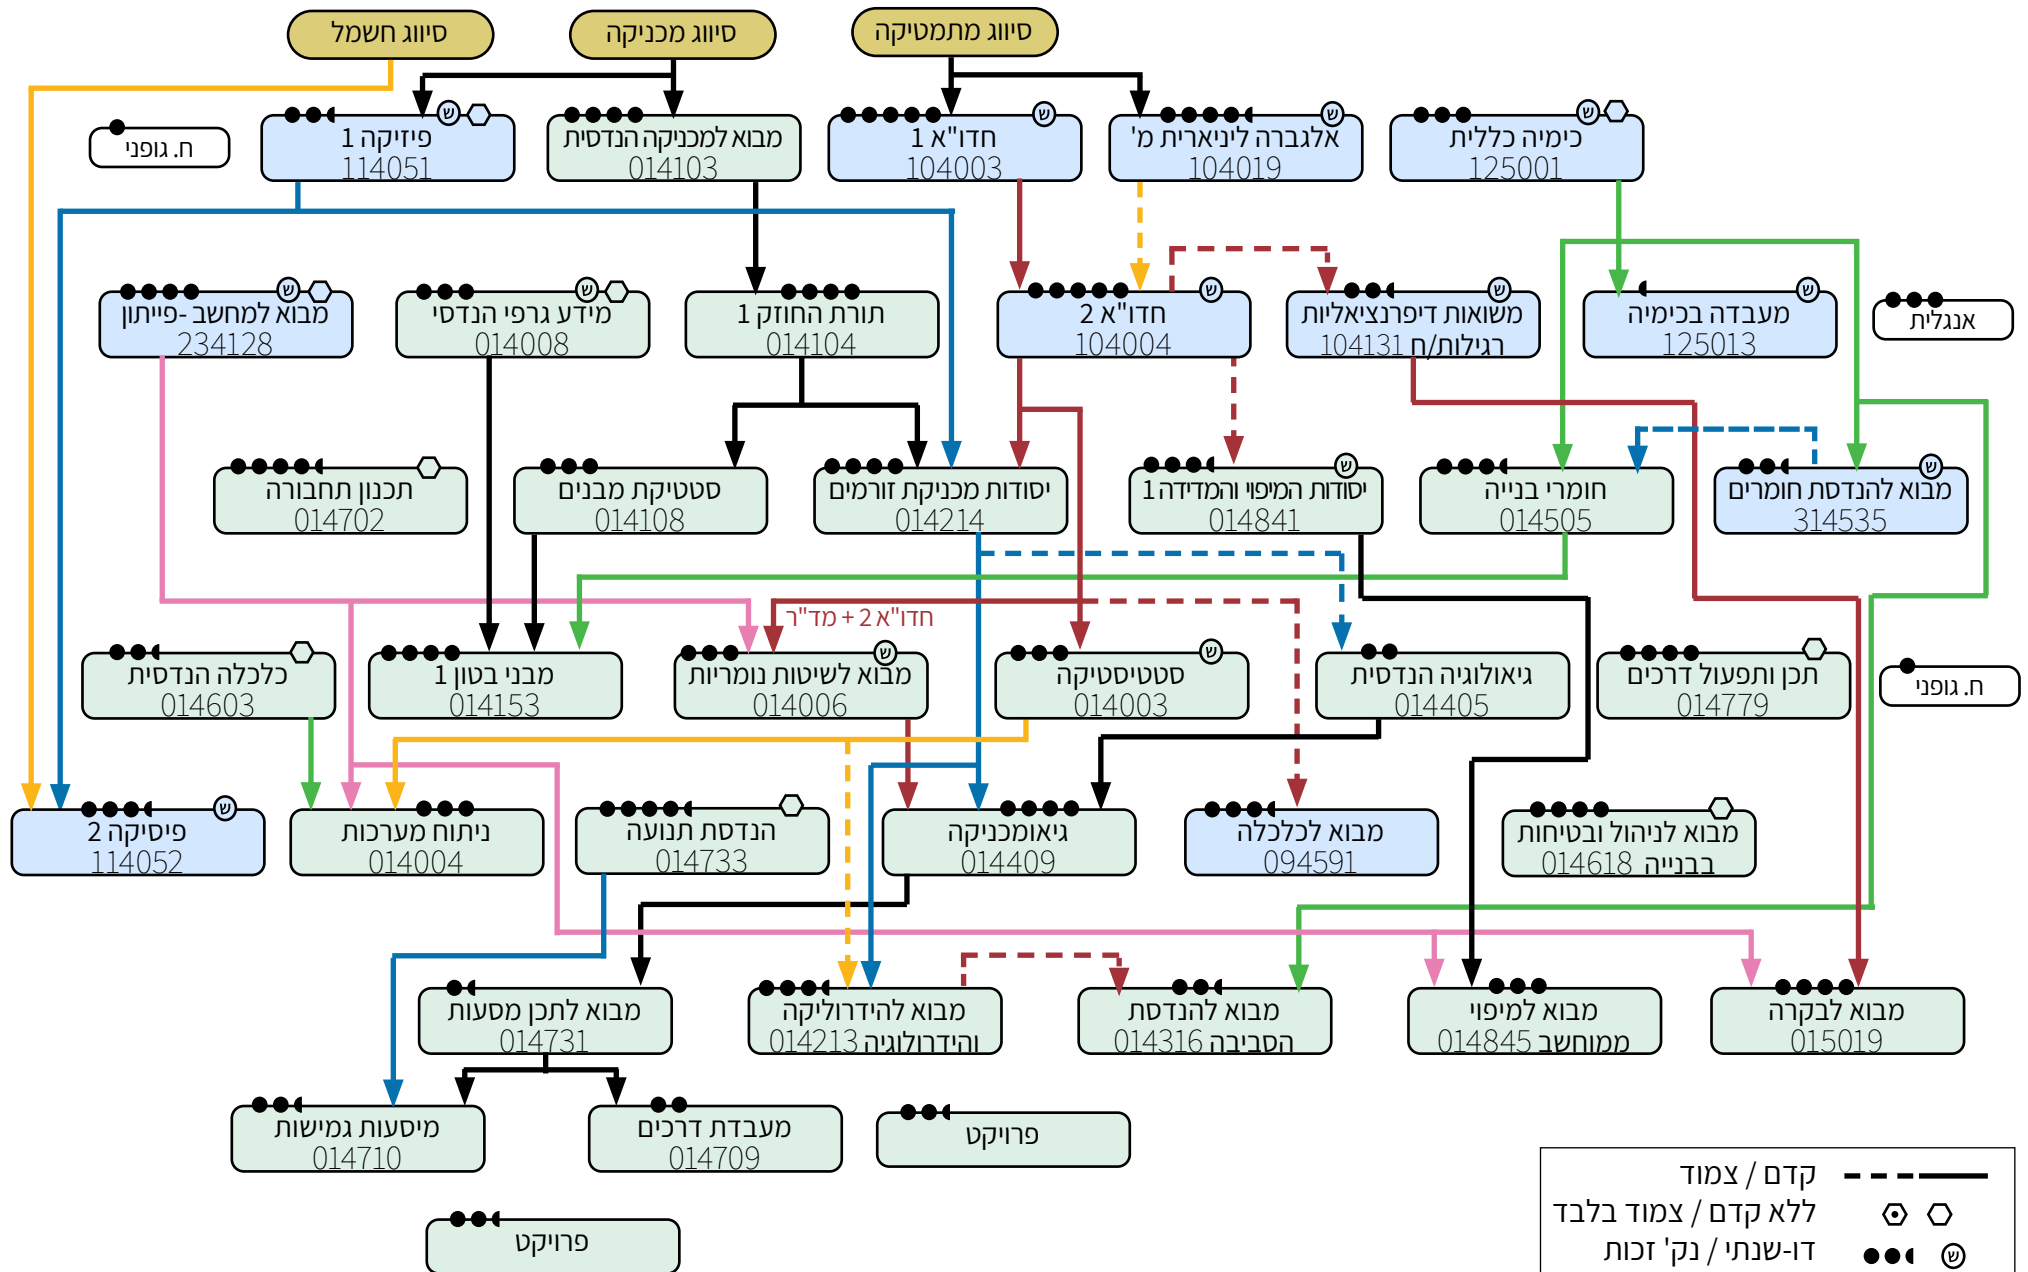 סיווג מתמטיקה
סיווג מכניקה
סיווג חשמל
כימיה כללית
125001
אלגברה ליניארית מ'
104019
חדו"א 1
104003
מבוא למכניקה הנדסית
014103
פיזיקה 1
114051
ח. גופני
אנגלית
מעבדה בכימיה
125013
משוואות דיפרנציאליות
רגילות/ח 104131
חדו"א 2
104004
תורת החוזק 1
014104
מידע גרפי הנדסי
014008
מבוא למחשב -פייתון
234128
מבוא להנדסת חומרים
314535
חומרי בנייה
014505
יסודות המיפוי והמדידה 1
014841
יסודות מכניקת זורמים
014214
סטטיקת מבנים
014108
תכנון תחבורה
014702
חדו"א 2 + מד"ר
ח. גופני
תכן ותפעול דרכים
014779
גיאולוגיה הנדסית
014405
סטטיסטיקה
014003
מבוא לשיטות נומריות
014006
מבני בטון 1
014153
כלכלה הנדסית
014603
מבוא לניהול ובטיחות
בבנייה 014618
מבוא לכלכלה
094591
גיאומכניקה
014409
הנדסת תנועה
014733
ניתוח מערכות
014004
פיסיקה 2
114052
מבוא לבקרה
015019
מבוא למיפוי
ממוחשב 014845
מבוא להנדסת
הסביבה 014316
מבוא להידרוליקה
והידרולוגיה 014213
מבוא לתכן מסעות
014731
פרויקט
מעבדת דרכים
014709
מיסעות גמישות
014710
פרויקט
קדם / צמוד
ללא קדם / צמוד בלבד
דו-שנתי / נק' זכות
ש